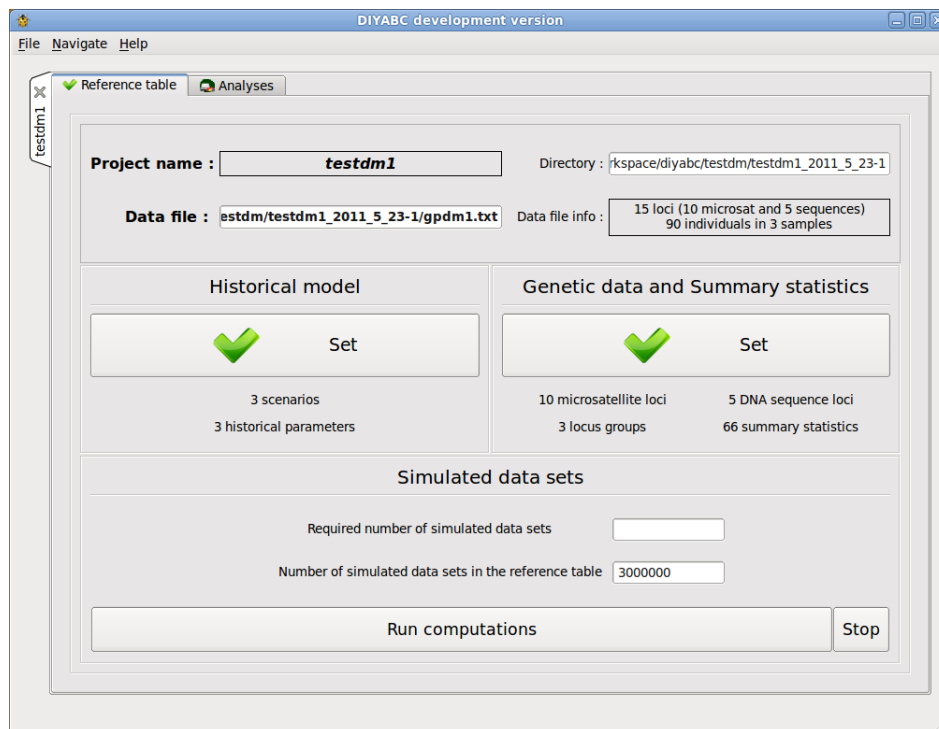 DIYABC development version
File Navigate Help
testdm1
Reference table
Analyses
Project name : testdm1
Directory : rkspace/diyabc/testdm/testdm1_2011_5_23-1
Data file : estdm/testdm1_2011_5_23-1/gpdm1.txt
Data file info : 15 loci (10 microsat and 5 sequences)
90 individuals in 3 samples
Historical model
Set
3 scenarios
3 historical parameters
Genetic data and Summary statistics
Set
10 microsatellite loci 5 DNA sequence loci
3 locus groups 66 summary statistics
Simulated data sets
Required number of simulated data sets
Number of simulated data sets in the reference table 3000000
Run computations Stop